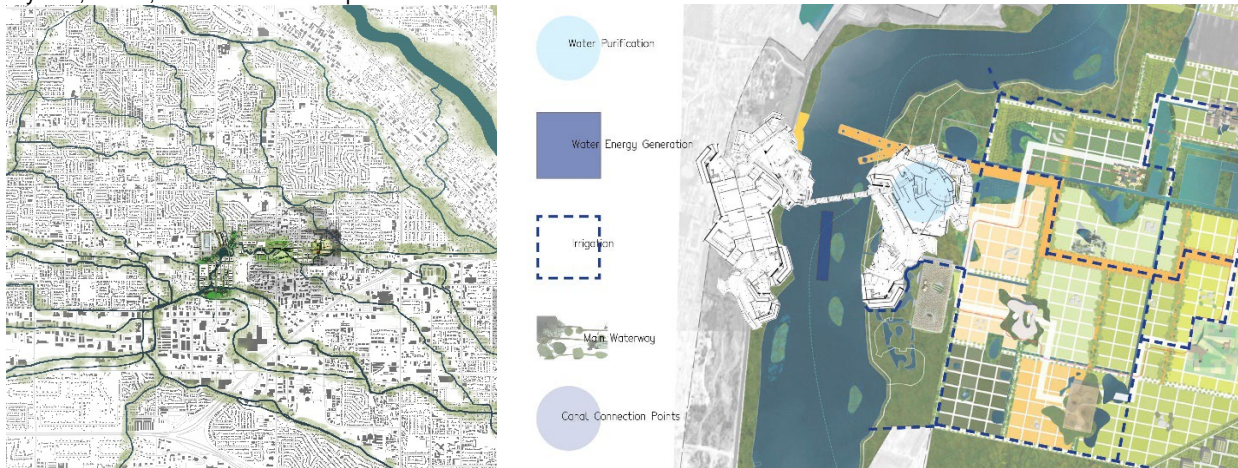 Water Purification
Water Energy Generation
Irrigation
Main Waterway
Canal Connection Points